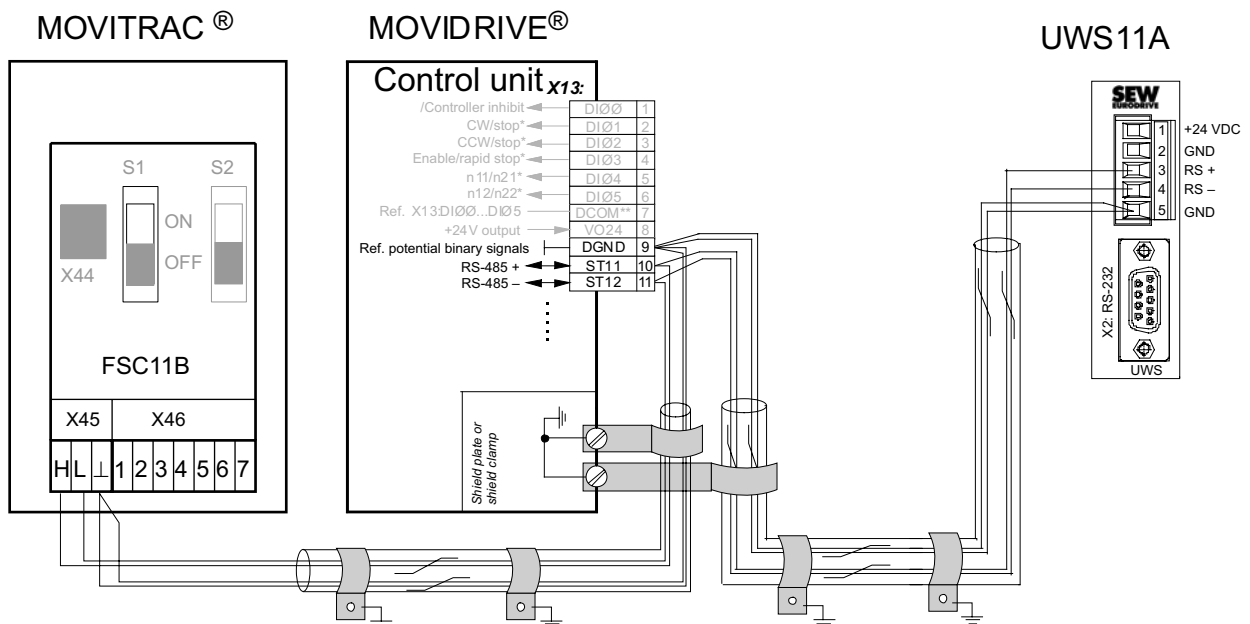 MOVITRAC ®
MOVIDRIVE®
UWS11A
Control unit X13:
/Controller inhibit DIØØ 1
CW/stop* DIØ1 2
CCW/stop* DIØ2 3
Enable/rapid stop* DIØ3 4
n11/n21* DIØ4 5
n12/n22* DIØ5 6
Ref. X13:DIØØ...DIØ5 DCOM** 7
+24V output VO24 8
Ref. potential binary signals DGND 9
RS-485 + ST11 10
RS-485 – ST12 11
S1 S2
ON
OFF
X44
FSC11B
X45 X46
H L ⊥ 1 2 3 4 5 6 7
Shield plate or
shield clamp
SEW
EURODRIVE
1 +24 VDC
2 GND
3 RS +
4 RS –
5 GND
X2: RS-232
UWS